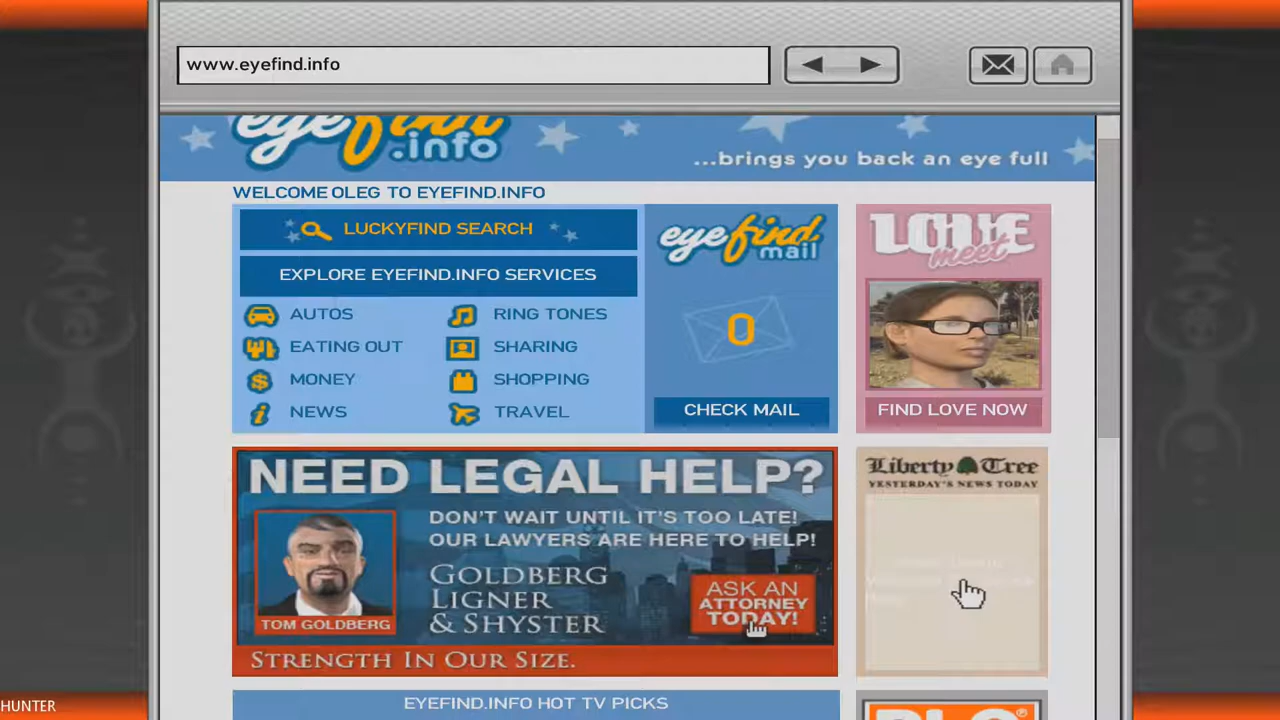 www.eyefind.info
eyefind
.info
...brings you back an eye full
WELCOME OLEG TO EYEFIND.INFO
LUCKYFIND SEARCH
EXPLORE EYEFIND.INFO SERVICES
AUTOS
RING TONES
EATING OUT
SHARING
MONEY
SHOPPING
NEWS
TRAVEL
eyefind
mail
0
CHECK MAIL
LOVE
meet
FIND LOVE NOW
NEED LEGAL HELP?
DON'T WAIT UNTIL IT'S TOO LATE!
OUR LAWYERS ARE HERE TO HELP!
GOLDBERG
LIGNER
& SHYSTER
ASK AN
ATTORNEY
TODAY!
TOM GOLDBERG
STRENGTH IN OUR SIZE.
Liberty Tree
YESTERDAY'S NEWS TODAY
EYEFIND.INFO HOT TV PICKS
HUNTER